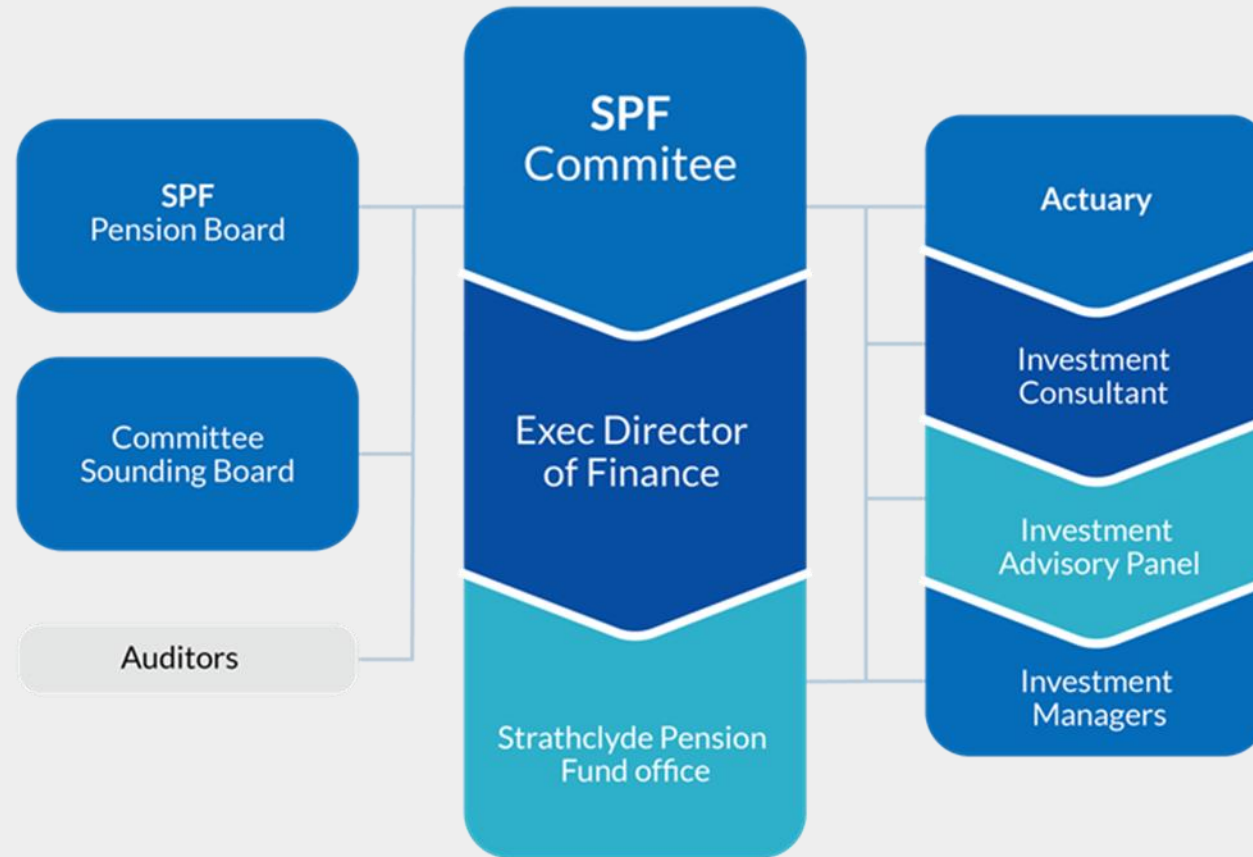 SPF
Pension Board
Committee
Sounding Board
Auditors
SPF
Commitee
Exec Director
of Finance
Strathclyde Pension
Fund office
Actuary
Investment
Consultant
Investment
Advisory Panel
Investment
Managers